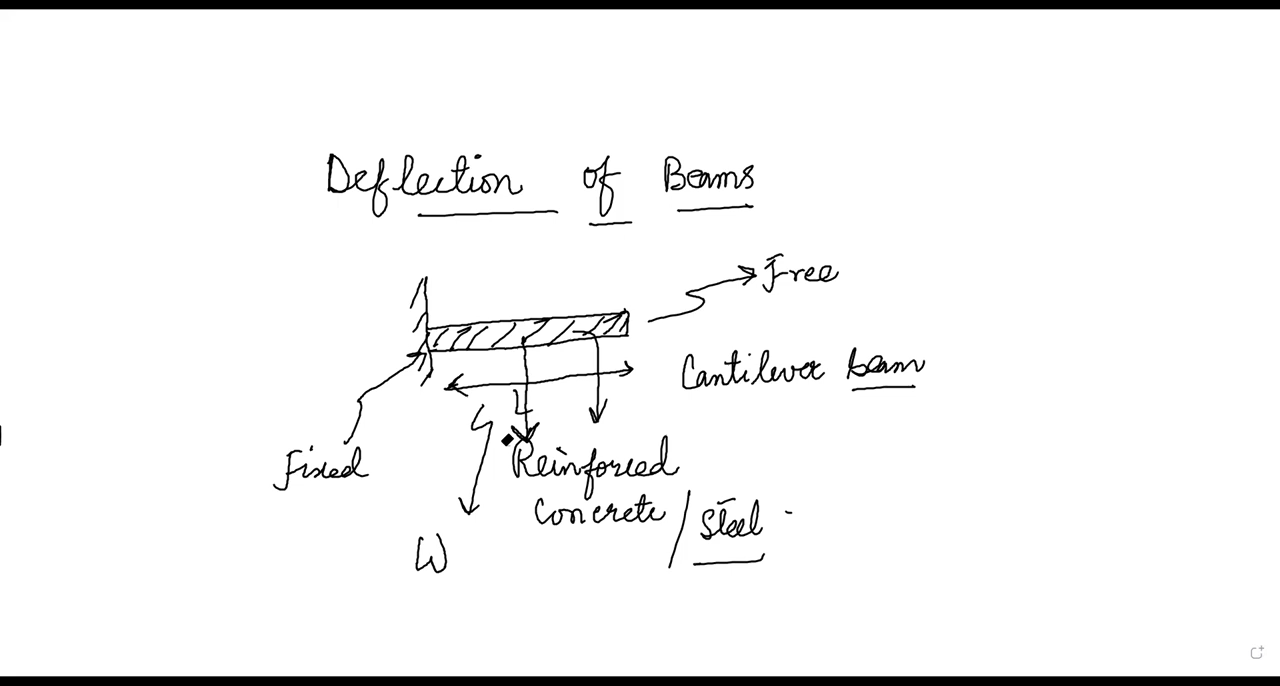 Deflection of Beams
Free
Cantilever beam
L
Fixed
Reinforced
Concrete / Steel
W